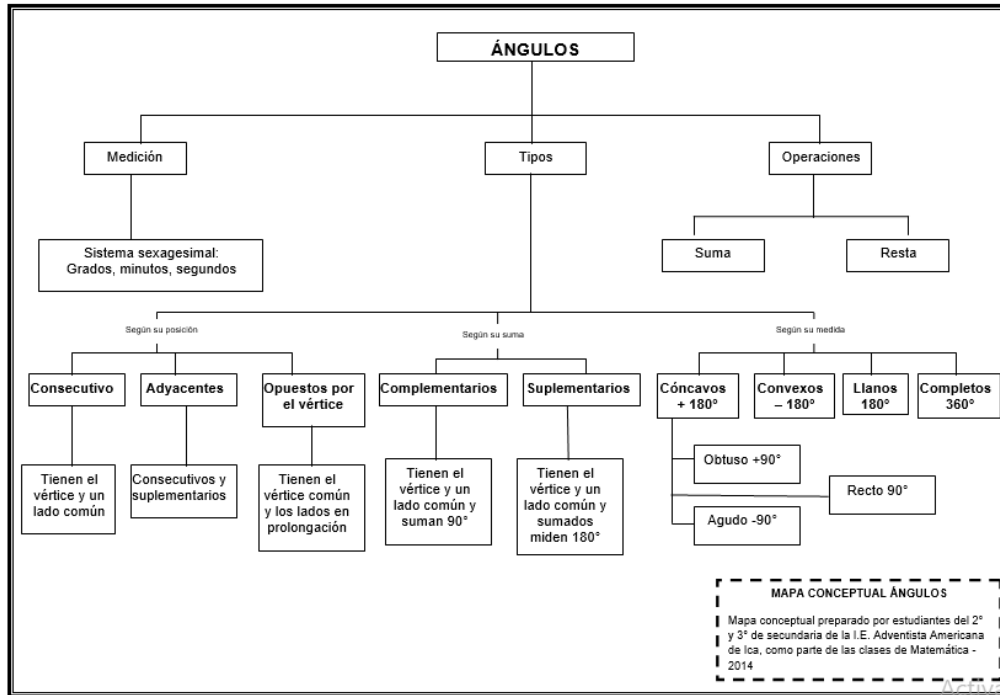 ÁNGULOS
Medición
Tipos
Operaciones
Sistema sexagesimal:
Grados, minutos, segundos
Suma
Resta
Según su posición
Según su suma
Según su medida
Consecutivo
Adyacentes
Opuestos por
el vértice
Complementarios
Suplementarios
Cóncavos
+ 180°
Convexos
– 180°
Llanos
180°
Completos
360°
Tienen el
vértice y un
lado común
Consecutivos y
suplementarios
Tienen el
vértice común
y los lados en
prolongación
Tienen el
vértice y un
lado común y
suman 90°
Tienen el
vértice y un
lado común y
sumados
miden 180°
Obtuso +90°
Recto 90°
Agudo -90°
MAPA CONCEPTUAL ÁNGULOS
Mapa conceptual preparado por estudiantes del 2°
y 3° de secundaria de la I.E. Adventista Americana
de Ica, como parte de las clases de Matemática -
2014
Activa